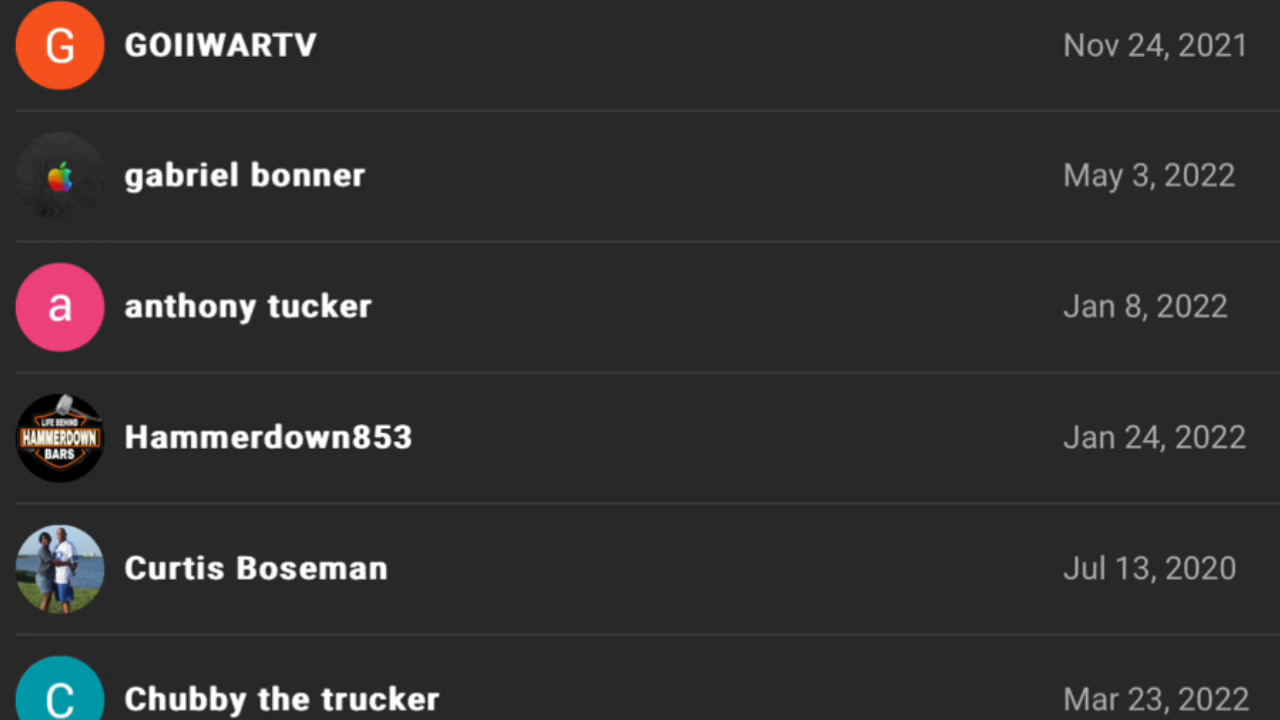 G GOIIWARTV Nov 24, 2021
gabriel bonner May 3, 2022
a anthony tucker Jan 8, 2022
LIFE BEHIND
HAMMERDOWN
BARS
Hammerdown853 Jan 24, 2022
Curtis Boseman Jul 13, 2020
C Chubby the trucker Mar 23, 2022